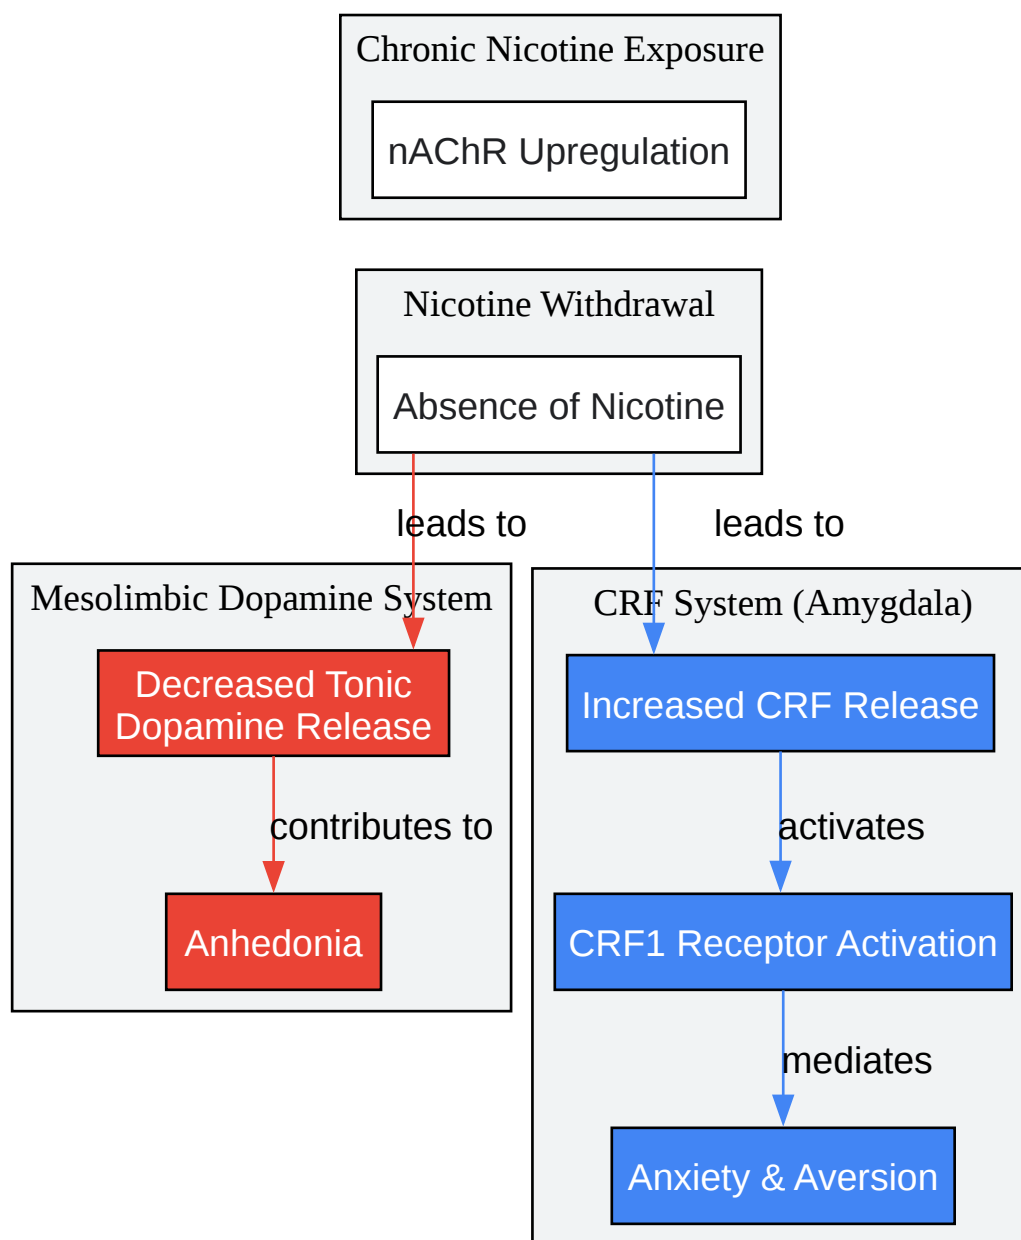 Chronic Nicotine Exposure
nAChR Upregulation
Nicotine Withdrawal
Absence of Nicotine
leads to
leads to
Mesolimbic Dopamine System
Decreased Tonic
Dopamine Release
contributes to
Anhedonia
CRF System (Amygdala)
Increased CRF Release
activates
CRF1 Receptor Activation
mediates
Anxiety & Aversion